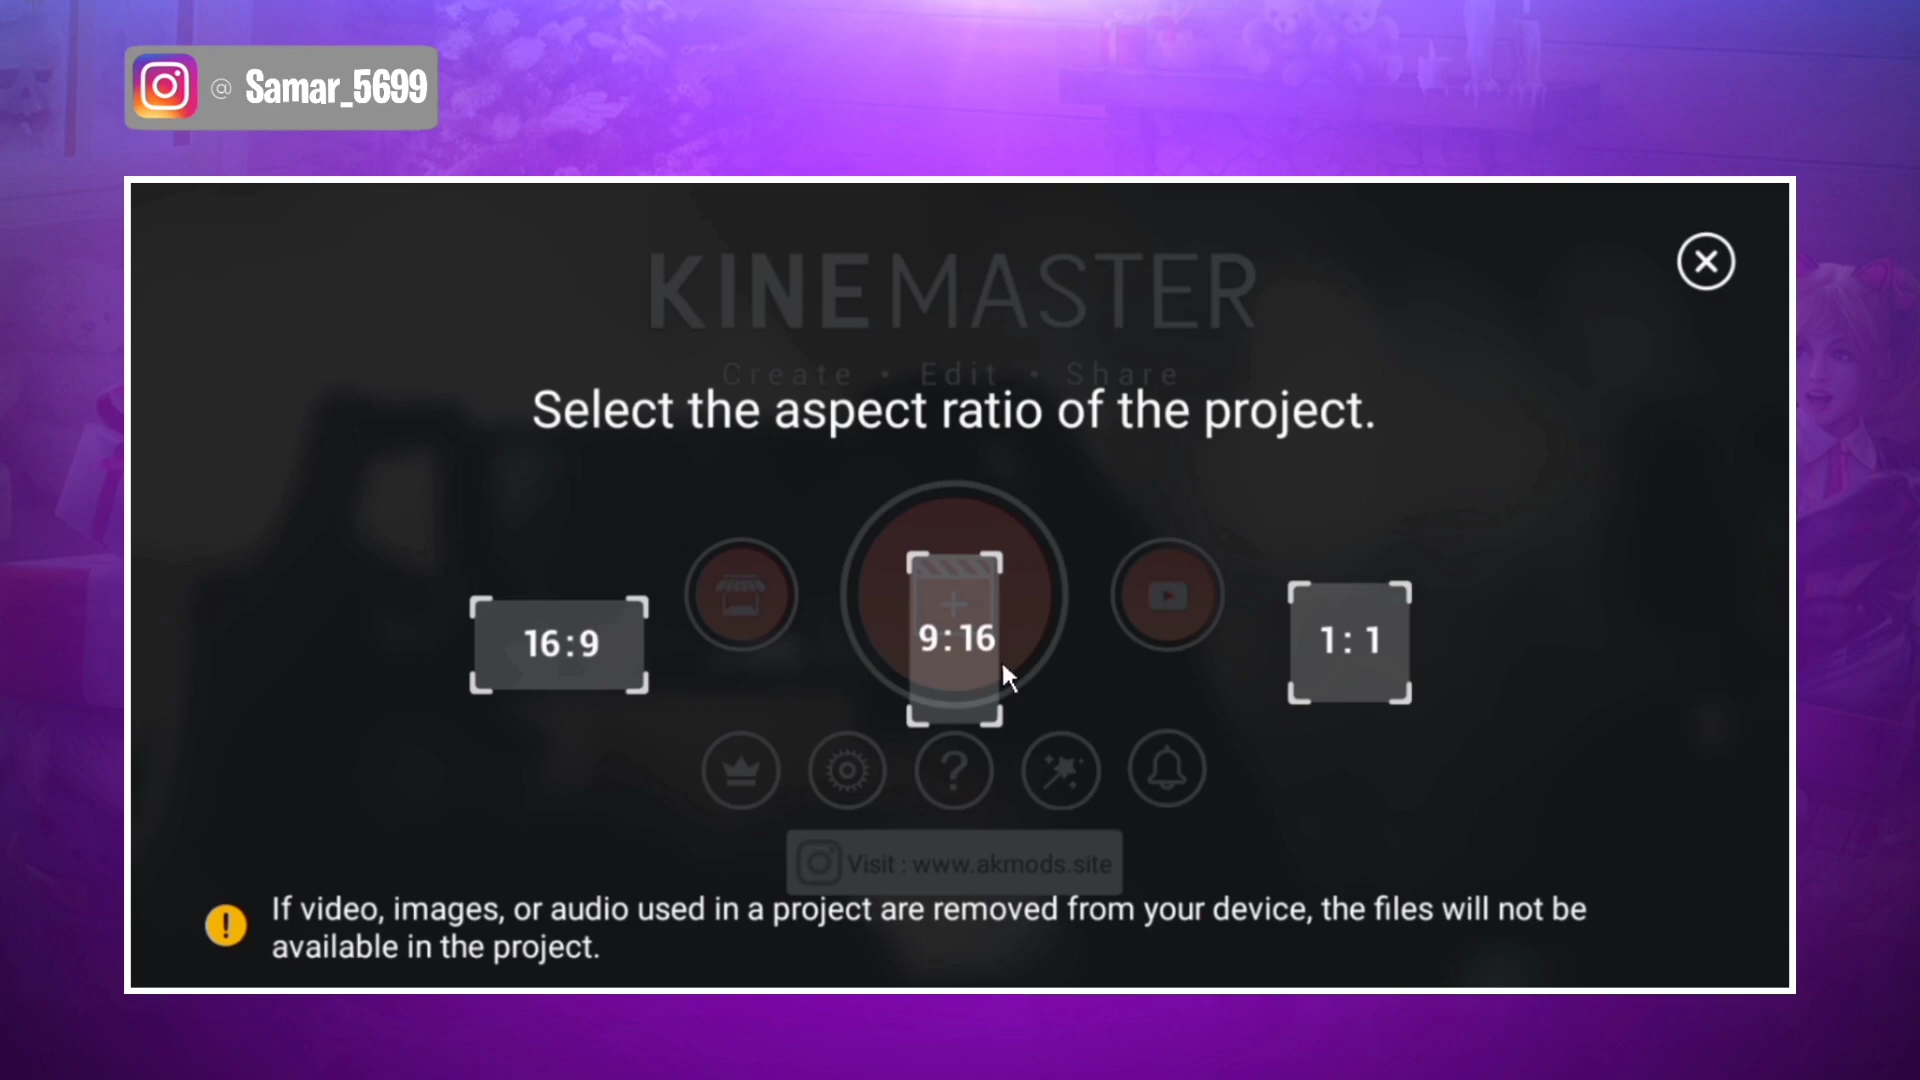 @ Samar_5699
KINEMASTER
Create • Edit • Share
Select the aspect ratio of the project.
16:9
9:16
1:1
?
Visit : www.akmods.site
! If video, images, or audio used in a project are removed from your device, the files will not be
available in the project.